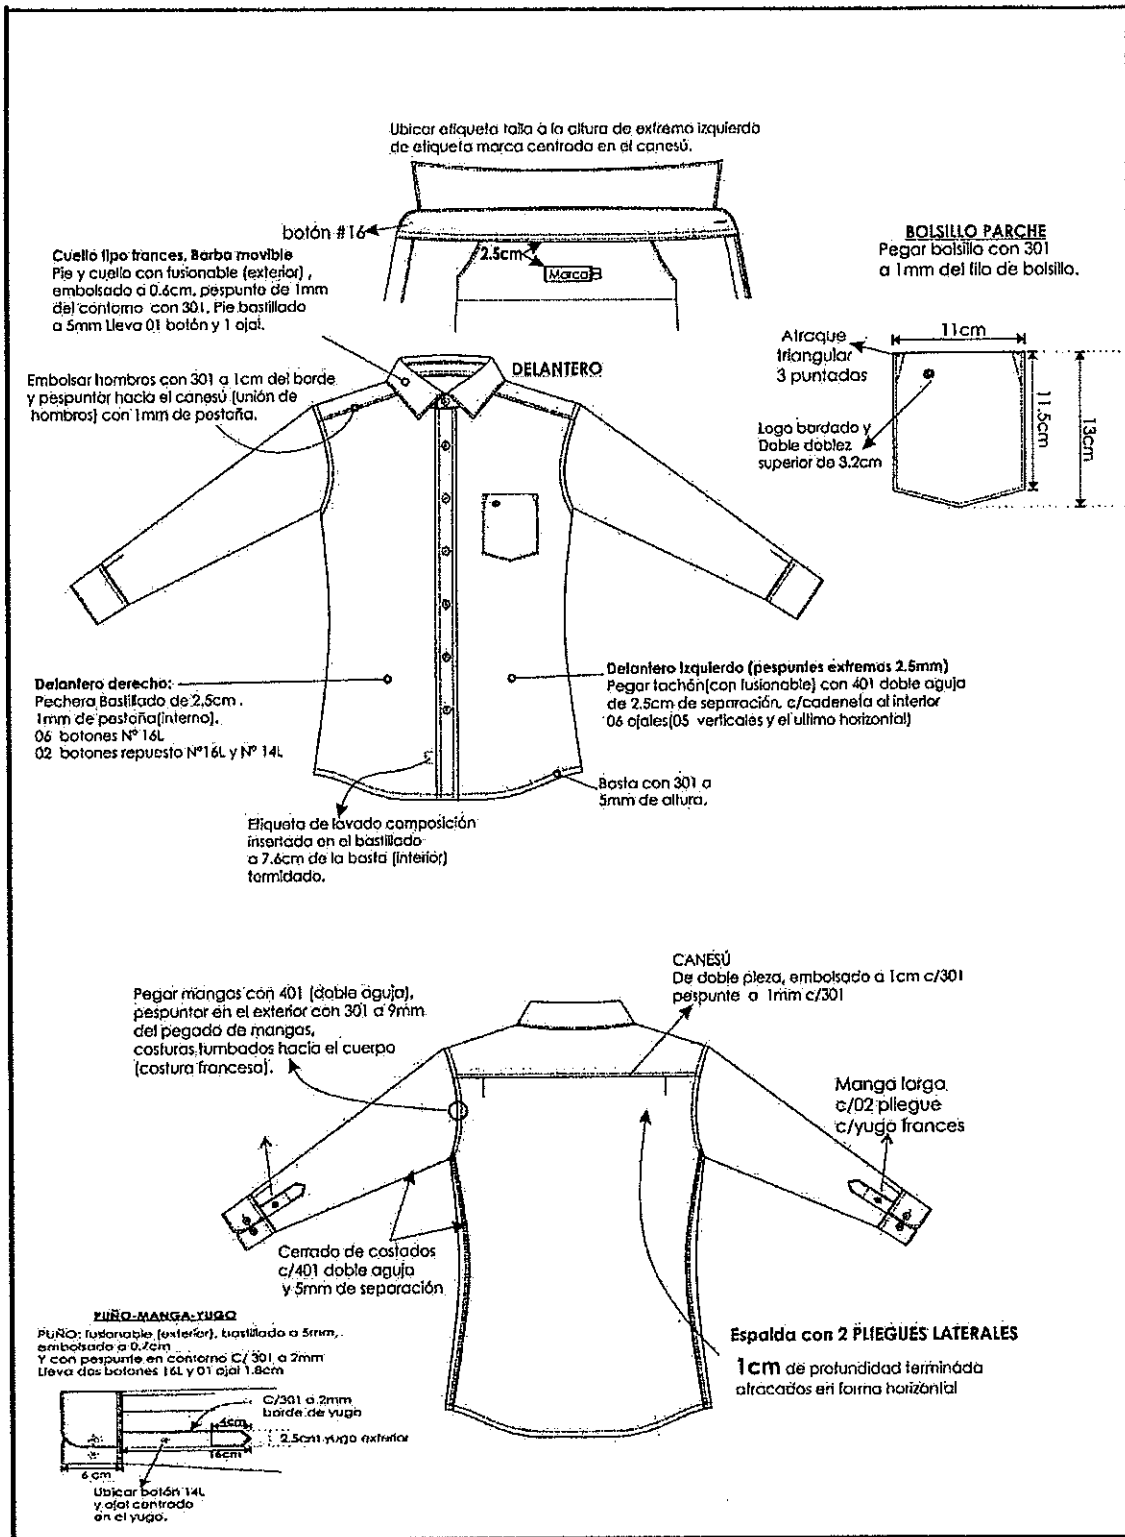 Ubicar etiqueta talla a la altura de extremo izquierdo
de etiqueta marca centrada en el canesú.
botón #16
2.5cm
Marca
Cuello tipo frances, Barba movible
Pie y cuello con fusionable (exterior),
embolsado a 0.6cm, pespunte de 1mm
del contorno con 301. Pie bastillado
a 5mm Lleva 01 botón y 1 ojal.
BOLSILLO PARCHE
Pegar bolsillo con 301
a 1mm del filo de bolsillo.
Atraque
triangular
3 puntadas
11cm
11.5cm
13cm
Logo bordado y
Doble doblez
superior de 3.2cm
DELANTERO
Embolsar hombros con 301 a 1cm del borde
y pespuntar hacia el canesú (unión de
hombros) con 1mm de pestaña.
Delantero derecho:
Pechera Bastillado de 2,5cm.
1mm de pestaña(interno).
06 botones N° 16L
02 botones repuesto N°16L y N° 14L
Delantero Izquierdo (pespuntes extremos 2.5mm)
Pegar tachón(con fusionable) con 401 doble aguja
de 2.5cm de separación, c/cadeneta al interior
06 ojales(05 verticales y el ultimo horizontal)
Basta con 301 a
5mm de altura.
Etiqueta de lavado composición
insertada en el bastillado
a 7.6cm de la basta (interior)
termidado.
Pegar mangas con 401 (doble aguja),
pespuntar en el exterior con 301 a 9mm
del pegado de mangas,
costuras tumbados hacia el cuerpo
(costura francesa).
CANESÚ
De doble pieza, embolsado a 1cm c/301
pespunte a 1mm c/301
Manga larga
c/02 pliegue
c/yugo frances
Cerrado de costados
c/401 doble aguja
y 5mm de separación
Espalda con 2 PLIEGUES LATERALES
1cm de profundidad terminada
atracados en forma horizontal
PUÑO-MANGA-YUGO
PUÑO: fusionable (exterior), bastillado a 5mm,
embolsado a 0.7cm
Y con pespunte en contorno C/ 301 a 2mm
Lleva dos botones 16L y 01 ojal 1.8cm
C/301 a 2mm
borde de yugo
4cm
2.5cm yugo exterior
16cm
6 cm
Ubicar botón 14L
y ojal centrado
en el yugo.